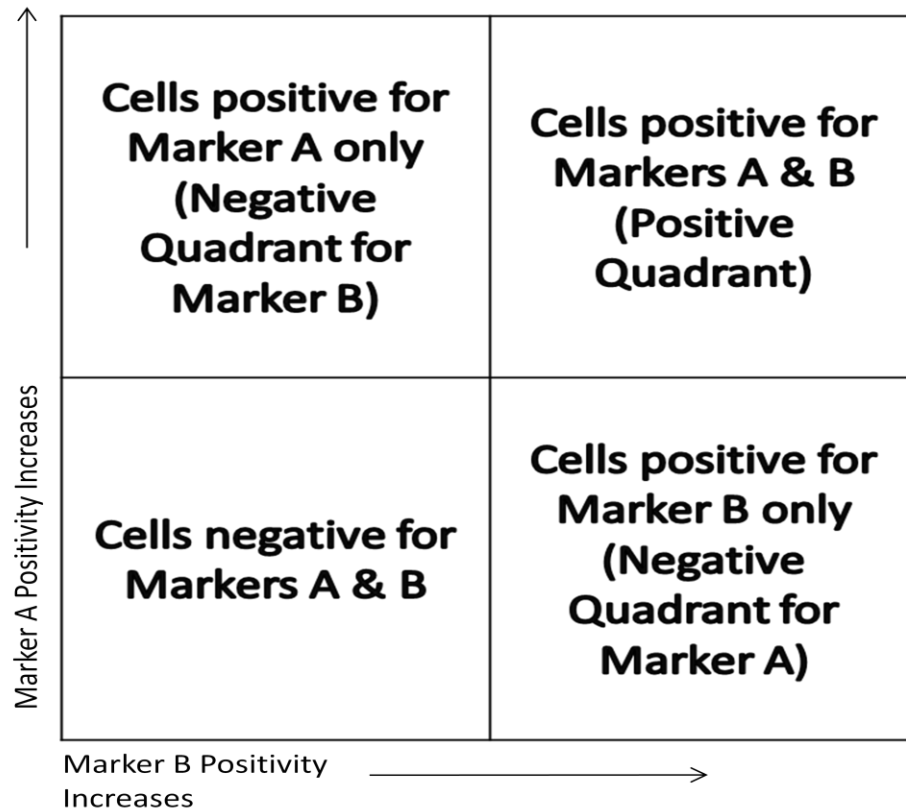 Cells positive for
Marker A only
(Negative
Quadrant for
Marker B)
Cells positive for
Markers A & B
(Positive
Quadrant)
Cells negative for
Markers A & B
Cells positive for
Marker B only
(Negative
Quadrant for
Marker A)
Marker A Positivity Increases
Marker B Positivity
Increases